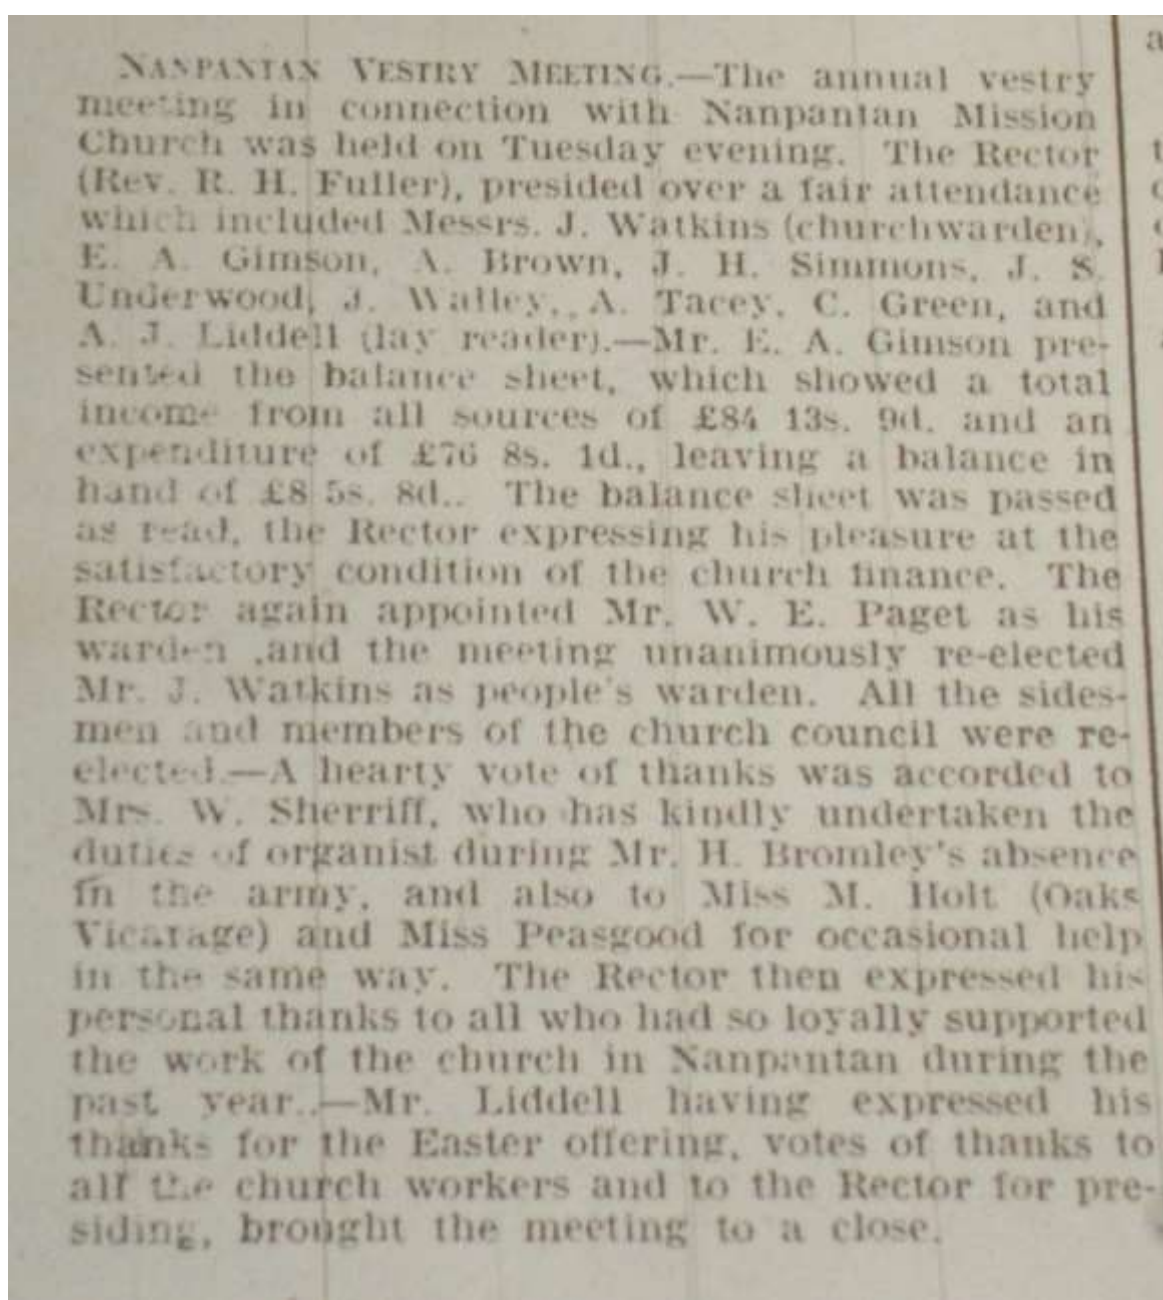 NANPANTAN VESTRY MEETING.—The annual vestry
meeting in connection with Nanpantan Mission
Church was held on Tuesday evening. The Rector
(Rev. R. H. Fuller), presided over a fair attendance
which included Messrs. J. Watkins (churchwarden),
E. A. Gimson, A. Brown, J. H. Simmons, J. S.
Underwood, J. Walley, A. Tacey, C. Green, and
A. J. Liddell (lay reader).—Mr. E. A. Gimson pre-
sented the balance sheet, which showed a total
income from all sources of £84 13s. 9d. and an
expenditure of £76 8s. 1d., leaving a balance in
hand of £8 5s. 8d.. The balance sheet was passed
as read, the Rector expressing his pleasure at the
satisfactory condition of the church finance. The
Rector again appointed Mr. W. E. Paget as his
warden ,and the meeting unanimously re-elected
Mr. J. Watkins as people's warden. All the sides-
men and members of the church council were re-
elected.—A hearty vote of thanks was accorded to
Mrs. W. Sherriff, who has kindly undertaken the
duties of organist during Mr. H. Bromley's absence
in the army, and also to Miss M. Holt (Oaks
Vicarage) and Miss Peasgood for occasional help
in the same way. The Rector then expressed his
personal thanks to all who had so loyally supported
the work of the church in Nanpantan during the
past year..—Mr. Liddell having expressed his
thanks for the Easter offering, votes of thanks to
all the church workers and to the Rector for pre-
siding, brought the meeting to a close.